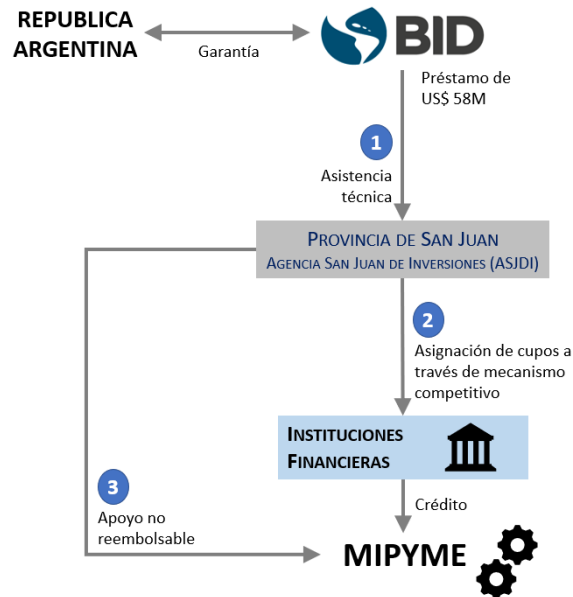 REPUBLICA
ARGENTINA
Garantía
BID
Préstamo de
US$ 58M
1
Asistencia
técnica
PROVINCIA DE SAN JUAN
AGENCIA SAN JUAN DE INVERSIONES (ASJDI)
2
Asignación de cupos a
través de mecanismo
competitivo
INSTITUCIONES
FINANCIERAS
3
Apoyo no
reembolsable
Crédito
MIPYME